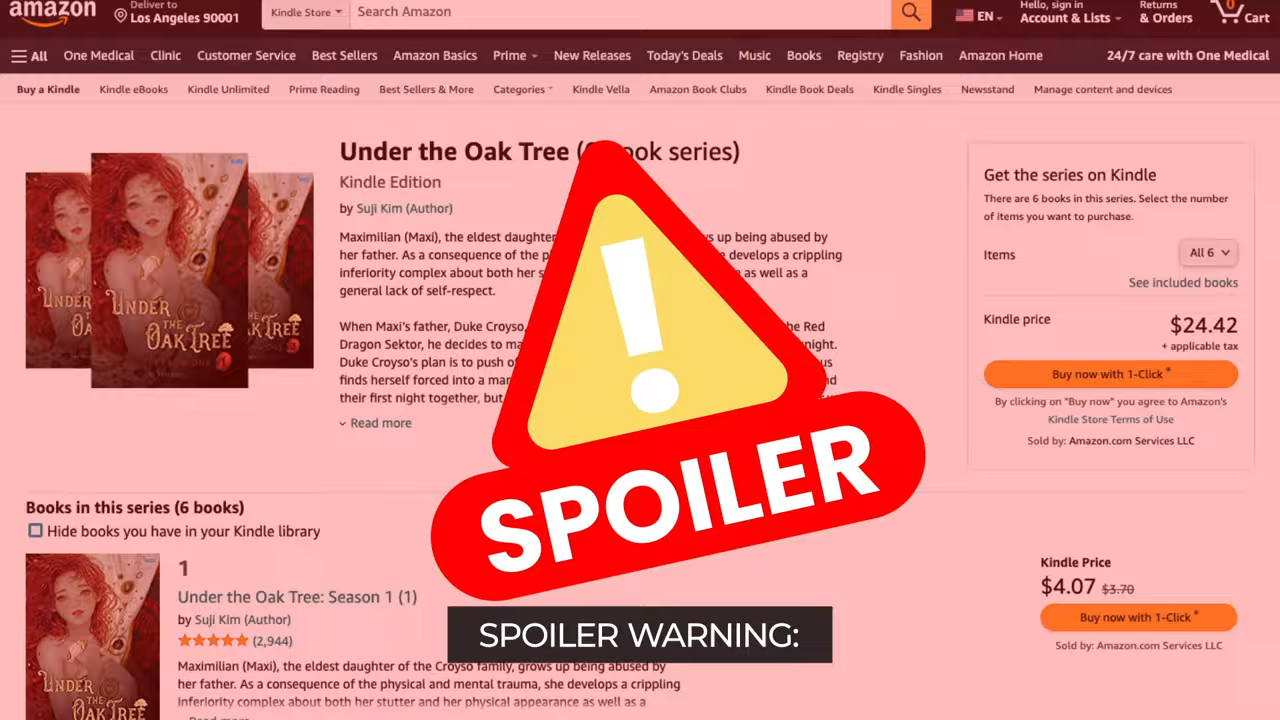 amazon
Deliver to
Los Angeles 90001
Kindle Store
Search Amazon
EN
Hello, sign in
Account & Lists
Returns
& Orders
0
Cart
All
One Medical
Clinic
Customer Service
Best Sellers
Amazon Basics
Prime
New Releases
Today's Deals
Music
Books
Registry
Fashion
Amazon Home
24/7 care with One Medical
Buy a Kindle
Kindle eBooks
Kindle Unlimited
Prime Reading
Best Sellers & More
Categories
Kindle Vella
Amazon Book Clubs
Kindle Book Deals
Kindle Singles
Newsstand
Manage content and devices
UNDER THE OAK TREE
Under the Oak Tree ( book series)
Kindle Edition
by Suji Kim (Author)
Maximilian (Maxi), the eldest daughter up being abused by
her father. As a consequence of the develops a crippling
inferiority complex about both her as well as a
general lack of self-respect.
When Maxi's father, Duke Croyso, Red
Dragon Sektor, he decides to
Duke Croyso's plan is to push
finds herself forced into a
their first night together, but
Read more
!
SPOILER
SPOILER WARNING:
Get the series on Kindle
There are 6 books in this series. Select the number
of items you want to purchase.
Items
All 6
See included books
Kindle price
$24.42
+ applicable tax
Buy now with 1-Click *
By clicking on "Buy now" you agree to Amazon's
Kindle Store Terms of Use
Sold by: Amazon.com Services LLC
Books in this series (6 books)
Hide books you have in your Kindle library
UNDER THE OAK TREE
1
Under the Oak Tree: Season 1 (1)
by Suji Kim (Author)
(2,944)
Maximilian (Maxi), the eldest daughter of the Croyso family, grows up being abused by
her father. As a consequence of the physical and mental trauma, she develops a crippling
inferiority complex about both her stutter and her physical appearance as well as a
Read more
Kindle Price
$4.07 $3.70
Buy now with 1-Click *
Sold by: Amazon.com Services LLC